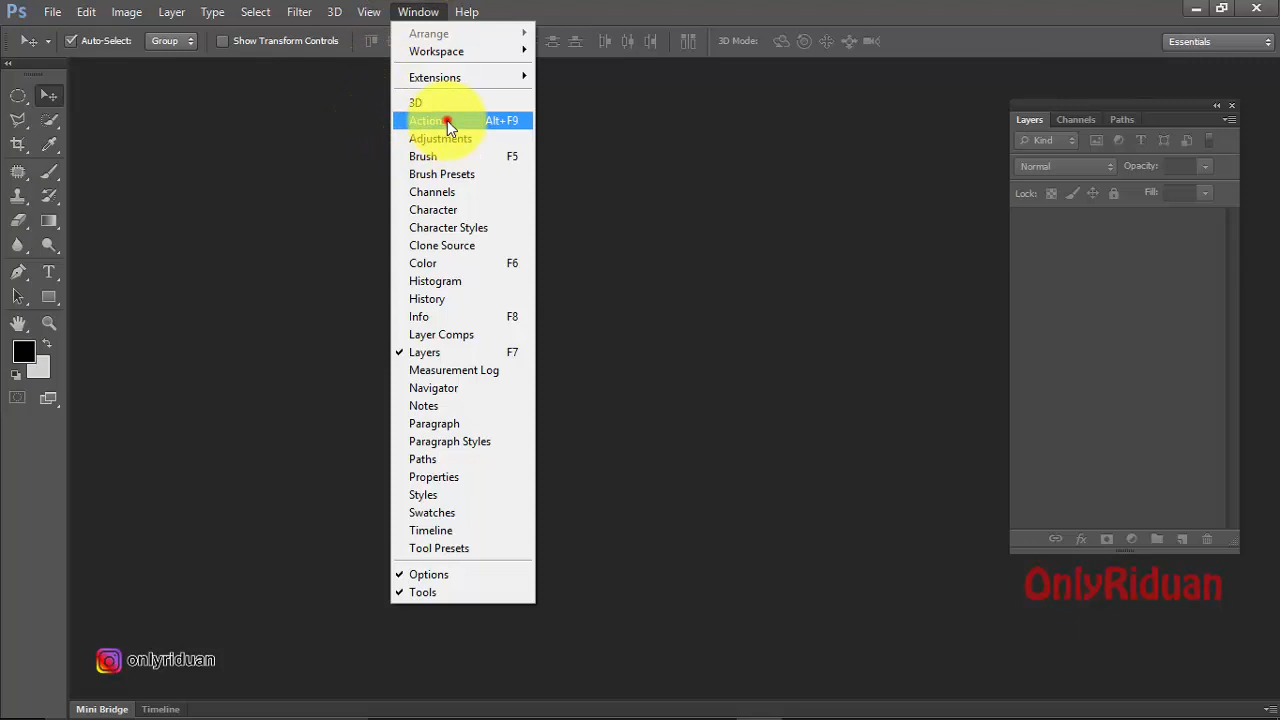 Ps File Edit Image Layer Type Select Filter 3D View Window Help
Auto-Select: Group Show Transform Controls 3D Mode: Essentials
Arrange
Workspace
Extensions
3D
Action Alt+F9
Adjustments
Brush F5
Brush Presets
Channels
Character
Character Styles
Clone Source
Color F6
Histogram
History
Info F8
Layer Comps
Layers F7
Measurement Log
Navigator
Notes
Paragraph
Paragraph Styles
Paths
Properties
Styles
Swatches
Timeline
Tool Presets
Options
Tools
Layers Channels Paths
Kind
Normal Opacity:
Lock: Fill:
OnlyRiduan
onlyriduan
Mini Bridge Timeline